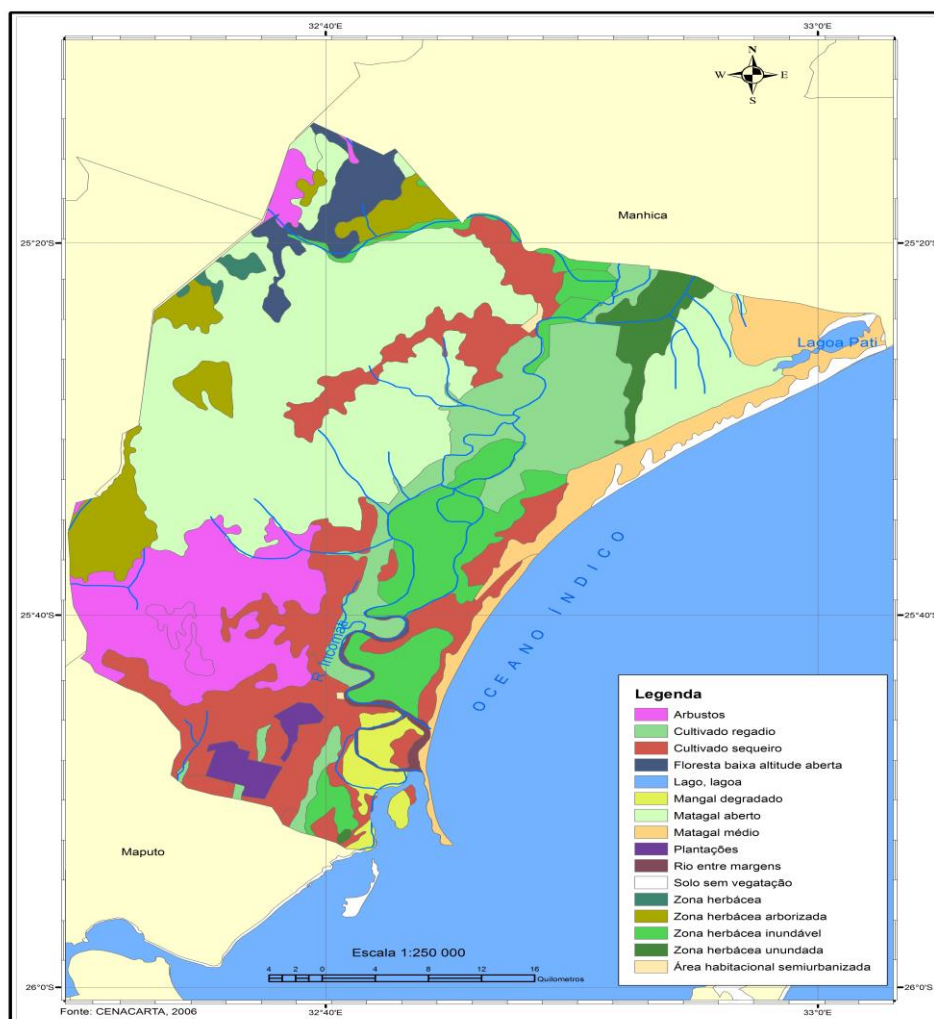 32°40'E
33°0'E
N
W
E
S
Manhica
25°20'S
25°20'S
Lagoa Pati
OCEANO ÍNDICO
25°40'S
25°40'S
R. Incomati
Legenda
Arbustos
Cultivado regadio
Cultivado sequeiro
Floresta baixa altitude aberta
Lago, lagoa
Mangal degradado
Matagal aberto
Matagal médio
Plantações
Rio entre margens
Solo sem vegatação
Zona herbácea
Zona herbácea arborizada
Zona herbácea inundável
Zona herbácea unundada
Área habitacional semiurbanizada
Maputo
Escala 1:250 000
4 2 0 4 8 12 16
Quilometros
26°0'S
26°0'S
Fonte: CENACARTA, 2006
32°40'E
33°0'E